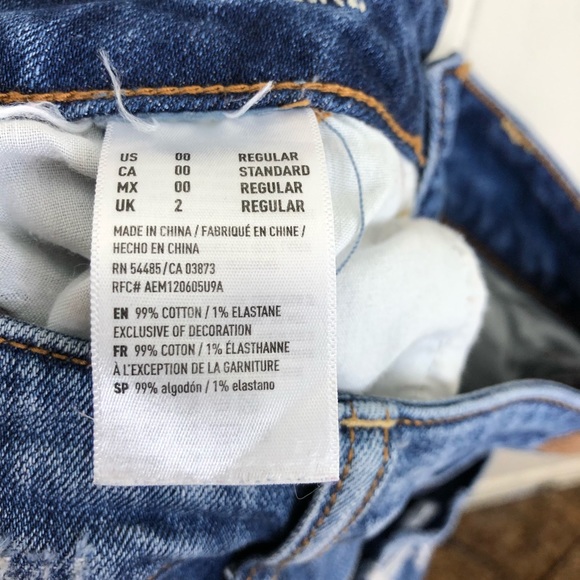 US 00 REGULAR
CA 00 STANDARD
MX 00 REGULAR
UK 2 REGULAR
MADE IN CHINA / FABRIQUÉ EN CHINE /
HECHO EN CHINA
RN 54485 / CA 03873
RFC# AEM120605U9A
EN 99% COTTON / 1% ELASTANE
EXCLUSIVE OF DECORATION
FR 99% COTON / 1% ÉLASTHANNE
À L'EXCEPTION DE LA GARNITURE
SP 99% algodón / 1% elastano